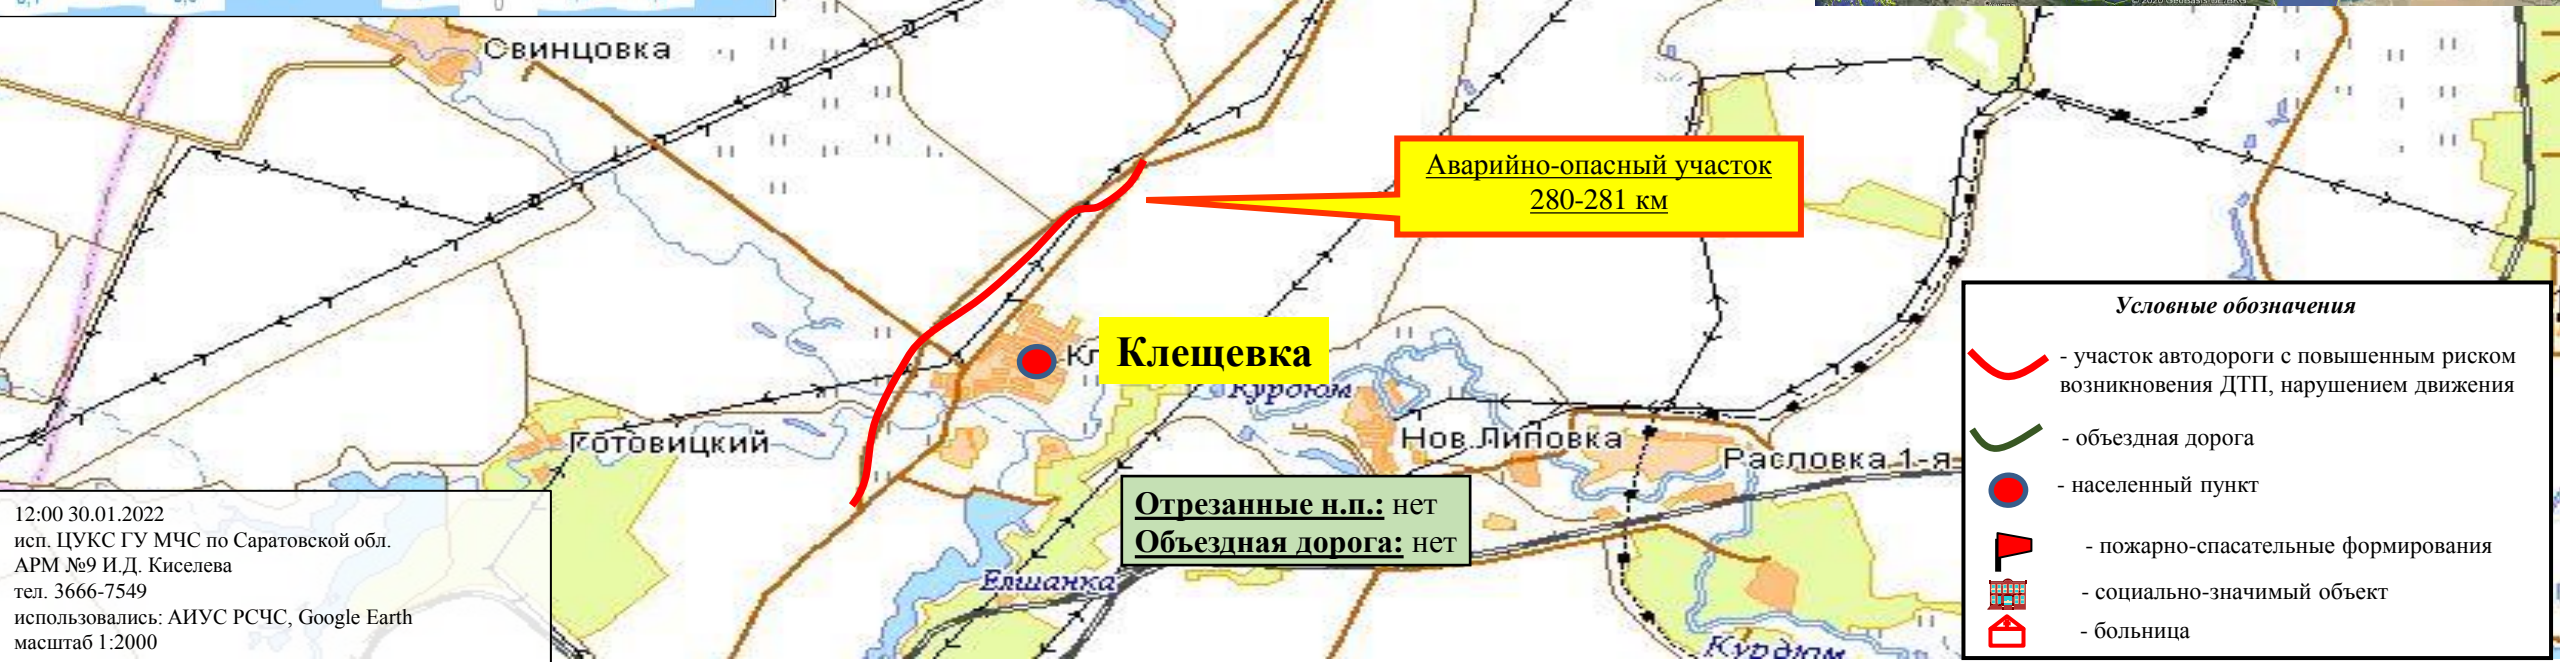 Свинцовка
Аварийно-опасный участок
280-281 км
Условные обозначения
- участок автодороги с повышенным риском
возникновения ДТП, нарушением движения
- объездная дорога
- населенный пункт
- пожарно-спасательные формирования
- социально-значимый объект
- больница
Клещевка
Курдюм
Готовицкий
Нов.Липовка
Расловка 1-я
Отрезанные н.п.: нет
Объездная дорога: нет
Елшанка
Курдюм
12:00 30.01.2022
исп. ЦУКС ГУ МЧС по Саратовской обл.
АРМ №9 И.Д. Киселева
тел. 3666-7549
использовались: АИУС РСЧС, Google Earth
масштаб 1:2000